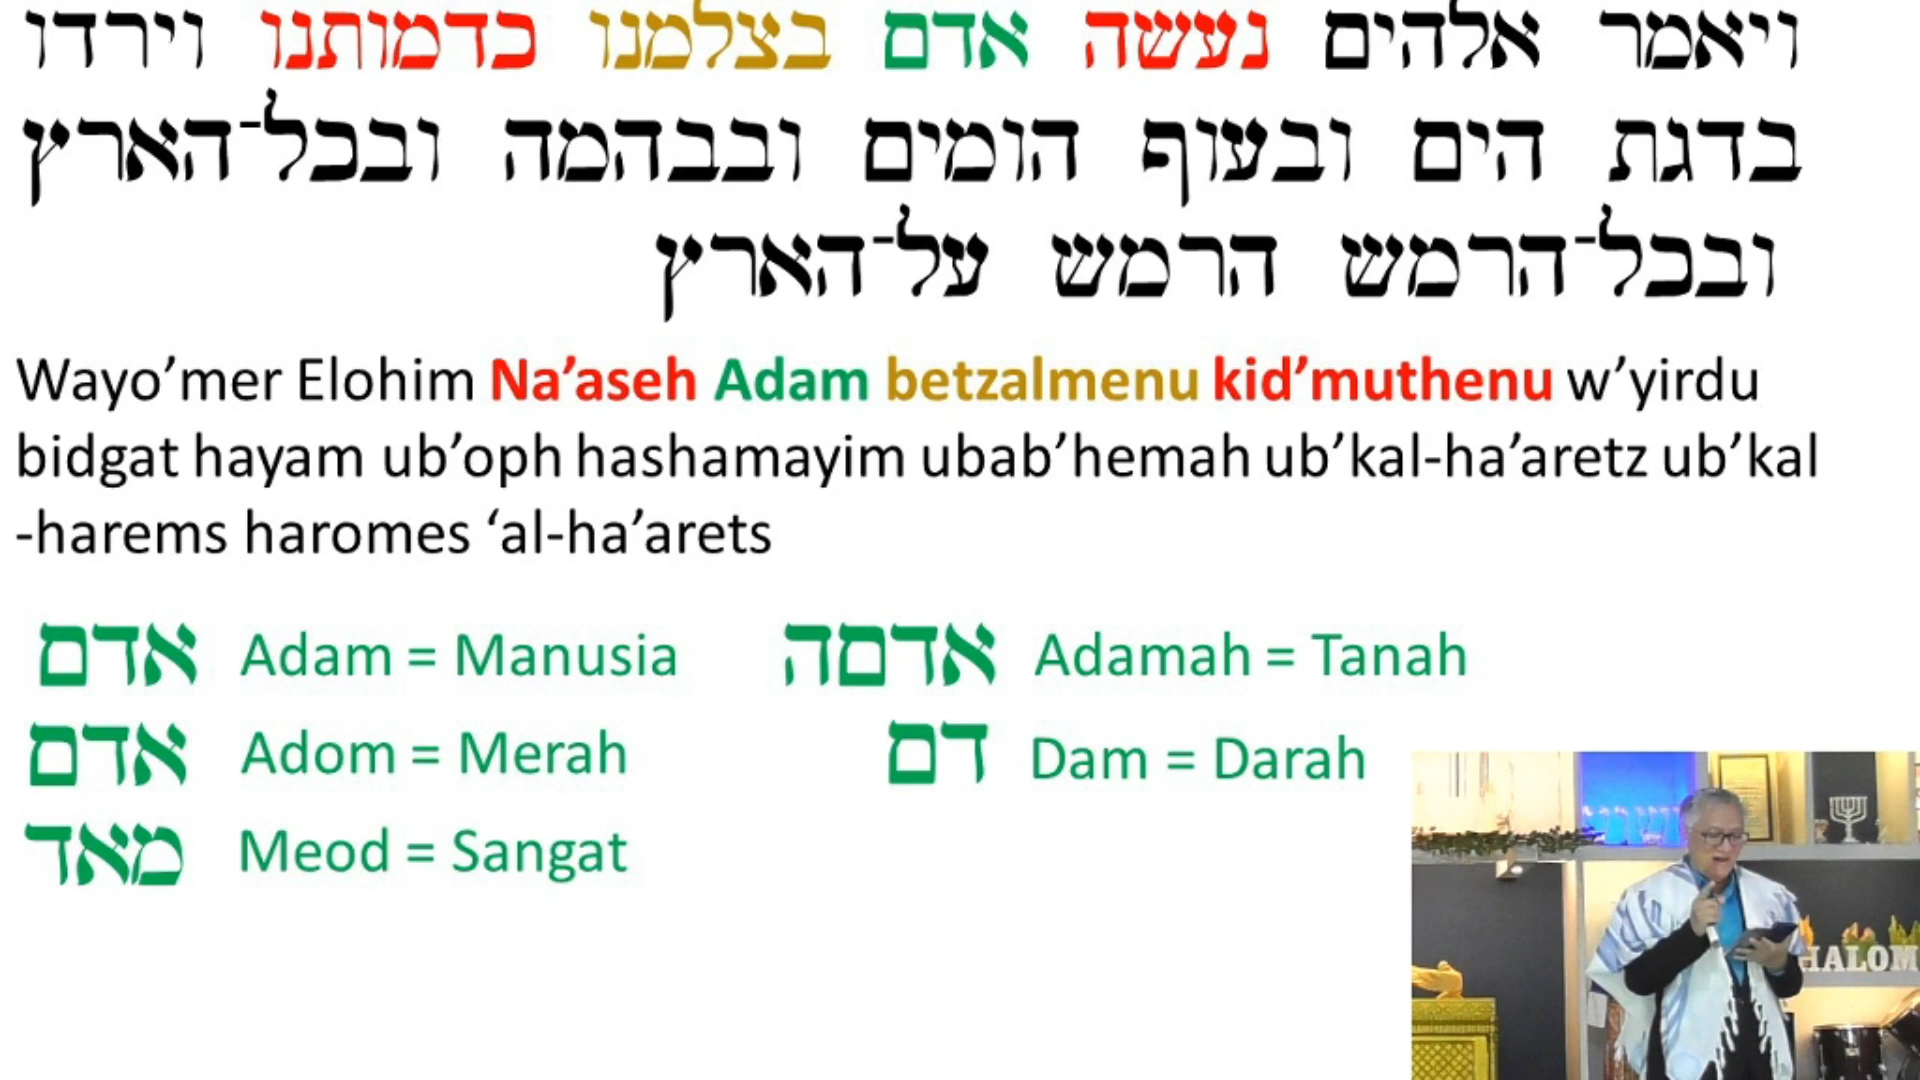 ויאמר אלהים נעשה אדם בצלמנו כדמותנו וירדו
בדגת הים ובעוף הומים ובבהמה ובכל־הארץ
ובכל־הרמש הרמש על־הארץ
Wayo’mer Elohim Na’aseh Adam betzalmenu kid’muthenu w’yirdu
bidgat hayam ub’oph hashamayim ubab’hemah ub’kal-ha’aretz ub’kal
-harems haromes ‘al-ha’arets
אדם Adam = Manusia אדםה Adamah = Tanah
אדם Adom = Merah דם Dam = Darah
מאד Meod = Sangat
HALOM